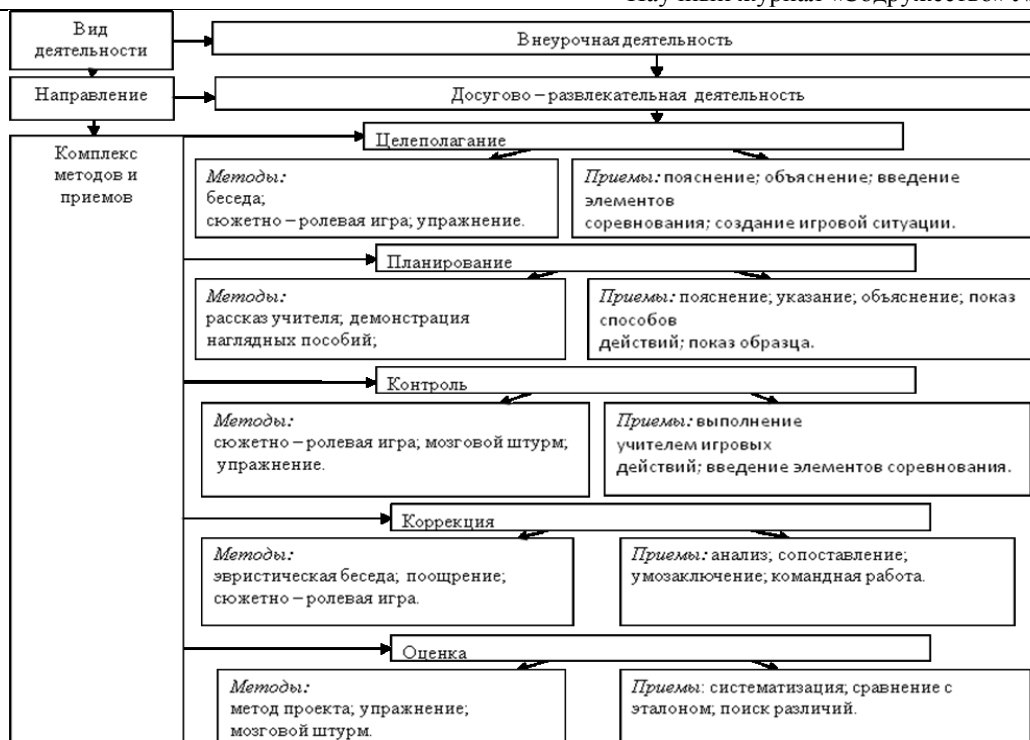 Научный журнал «Содружество»
Вид
деятельности
Внеурочная деятельность
Направление
Досугово – развлекательная деятельность
Комплекс
методов и
приемов
Целеполагание
Методы:
беседа;
сюжетно – ролевая игра; упражнение.
Приемы: пояснение; объяснение; введение
элементов
соревнования; создание игровой ситуации.
Планирование
Методы:
рассказ учителя; демонстрация
наглядных пособий;
Приемы: пояснение; указание; объяснение; показ
способов
действий; показ образца.
Контроль
Методы:
сюжетно – ролевая игра; мозговой штурм;
упражнение.
Приемы: выполнение
учителем игровых
действий; введение элементов соревнования.
Коррекция
Методы:
эвристическая беседа; поощрение;
сюжетно – ролевая игра.
Приемы: анализ; сопоставление;
умозаключение; командная работа.
Оценка
Методы:
метод проекта; упражнение;
мозговой штурм.
Приемы: систематизация; сравнение с
эталоном; поиск различий.